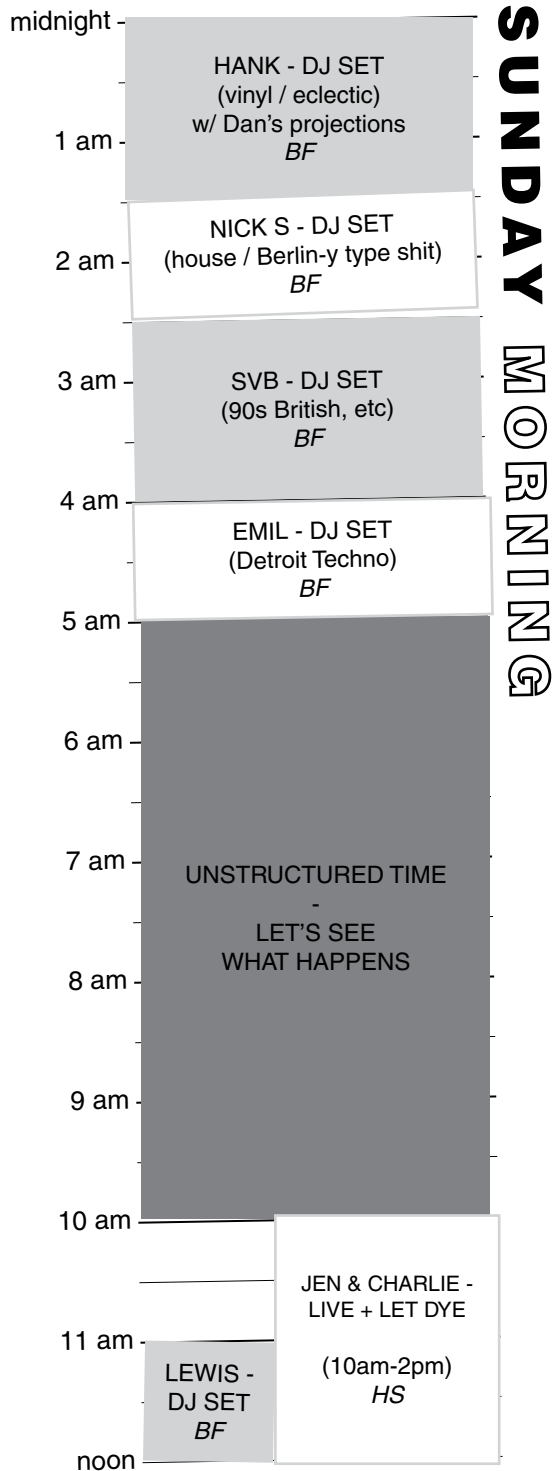 SUNDAY MORNING
midnight
HANK - DJ SET
(vinyl / eclectic)
w/ Dan's projections
1 am
BF
NICK S - DJ SET
(house / Berlin-y type shit)
2 am
BF
3 am
SVB - DJ SET
(90s British, etc)
BF
4 am
EMIL - DJ SET
(Detroit Techno)
BF
5 am
6 am
7 am
UNSTRUCTURED TIME
-
LET'S SEE
WHAT HAPPENS
8 am
9 am
10 am
JEN & CHARLIE -
LIVE + LET DYE
(10am-2pm)
HS
11 am
LEWIS -
DJ SET
BF
noon